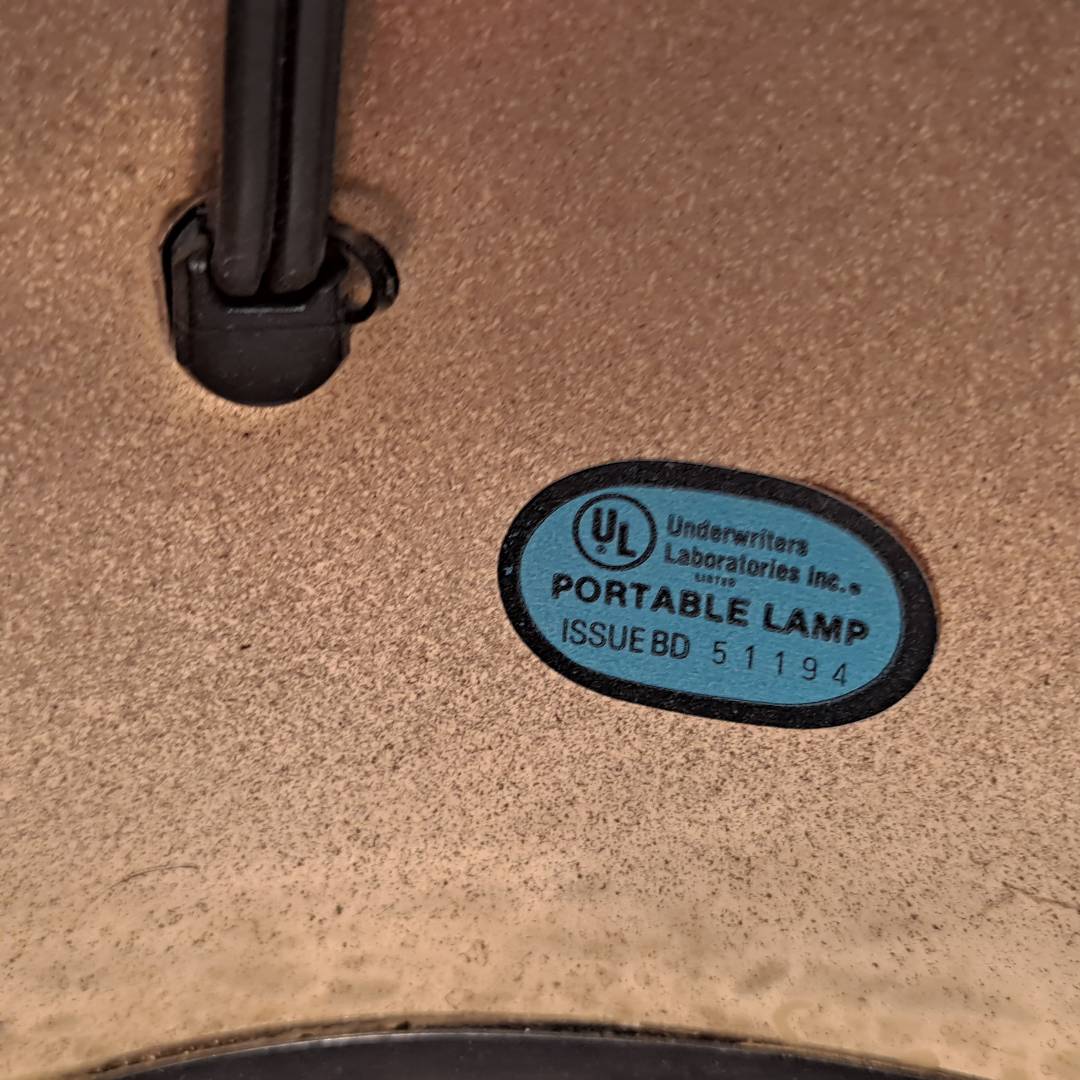 UL
Underwriters
Laboratories Inc.
LISTED
PORTABLE LAMP
ISSUE BD 51194